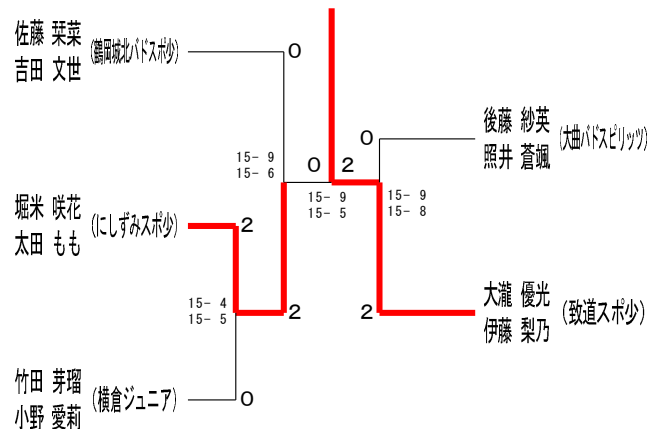 佐藤 栞菜
吉田 文世
(鶴岡城北バドスポ少)
0
15- 9
15- 6
堀米 咲花
太田 もも
(にしずみスポ少)
2
15- 4
15- 5
2
竹田 芽瑠
小野 愛莉
(横倉ジュニア)
0
0
2
15- 9
15- 5
後藤 紗英
照井 蒼颯
(大曲バドスピリッツ)
0
15- 9
15- 8
大瀧 優光
伊藤 梨乃
(致道スポ少)
2